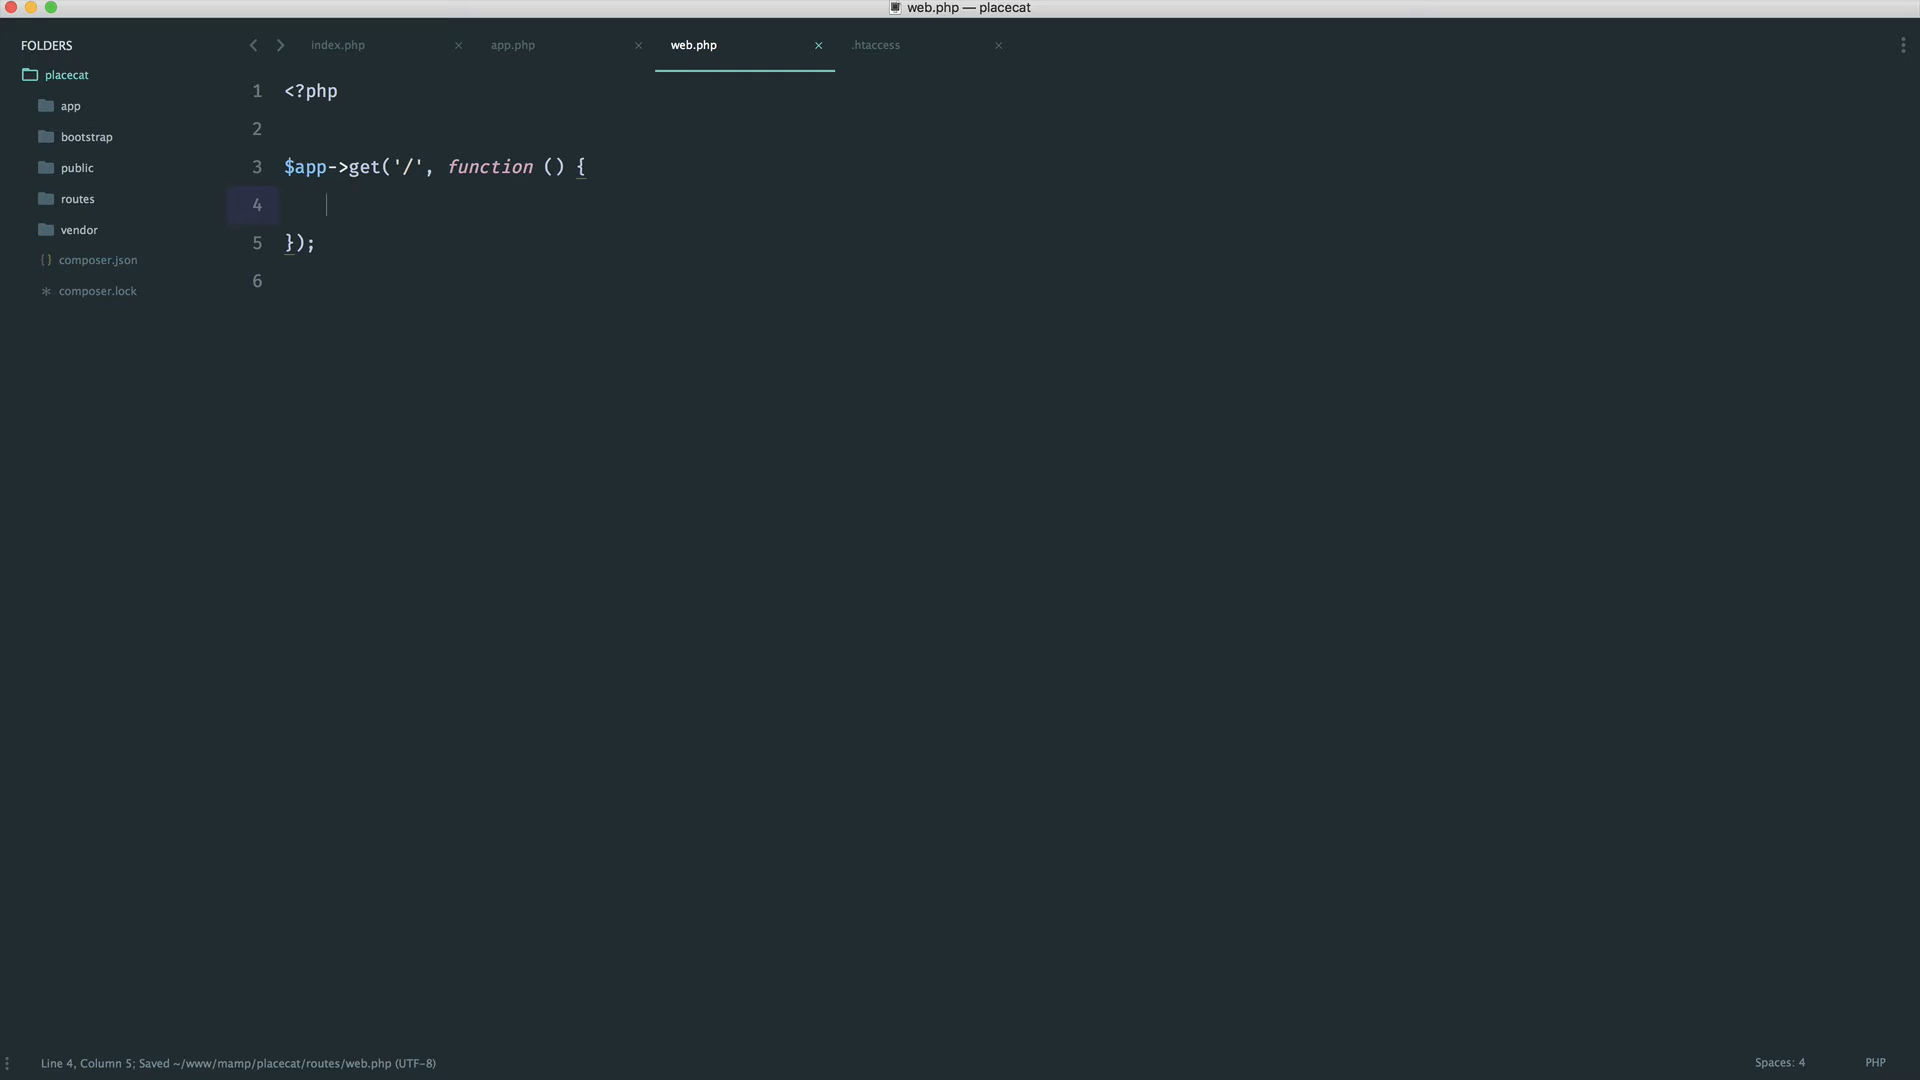 web.php — placecat
FOLDERS
placecat
app
bootstrap
public
routes
vendor
{} composer.json
* composer.lock
index.php × app.php × web.php × .htaccess ×
1 <?php
2
3 $app->get('/', function () {
4
5 });
6
Line 4, Column 5; Saved ~/www/mamp/placecat/routes/web.php (UTF-8)
Spaces: 4 PHP